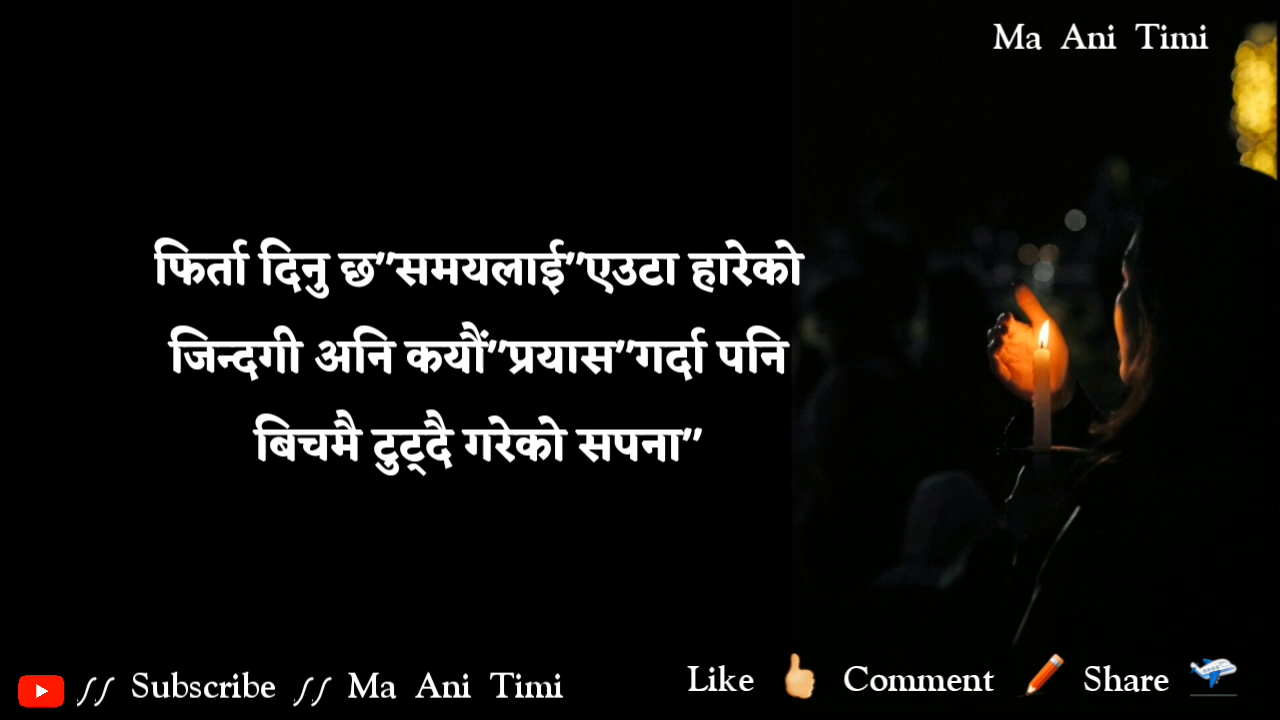 Ma Ani Timi
फिर्ता दिनु छ”समयलाई”एउटा हारेको
जिन्दगी अनि कयौं”प्रयास”गर्दा पनि
बिचमै टुट्दै गरेको सपना”
Subscribe // Ma Ani Timi
Like Comment Share